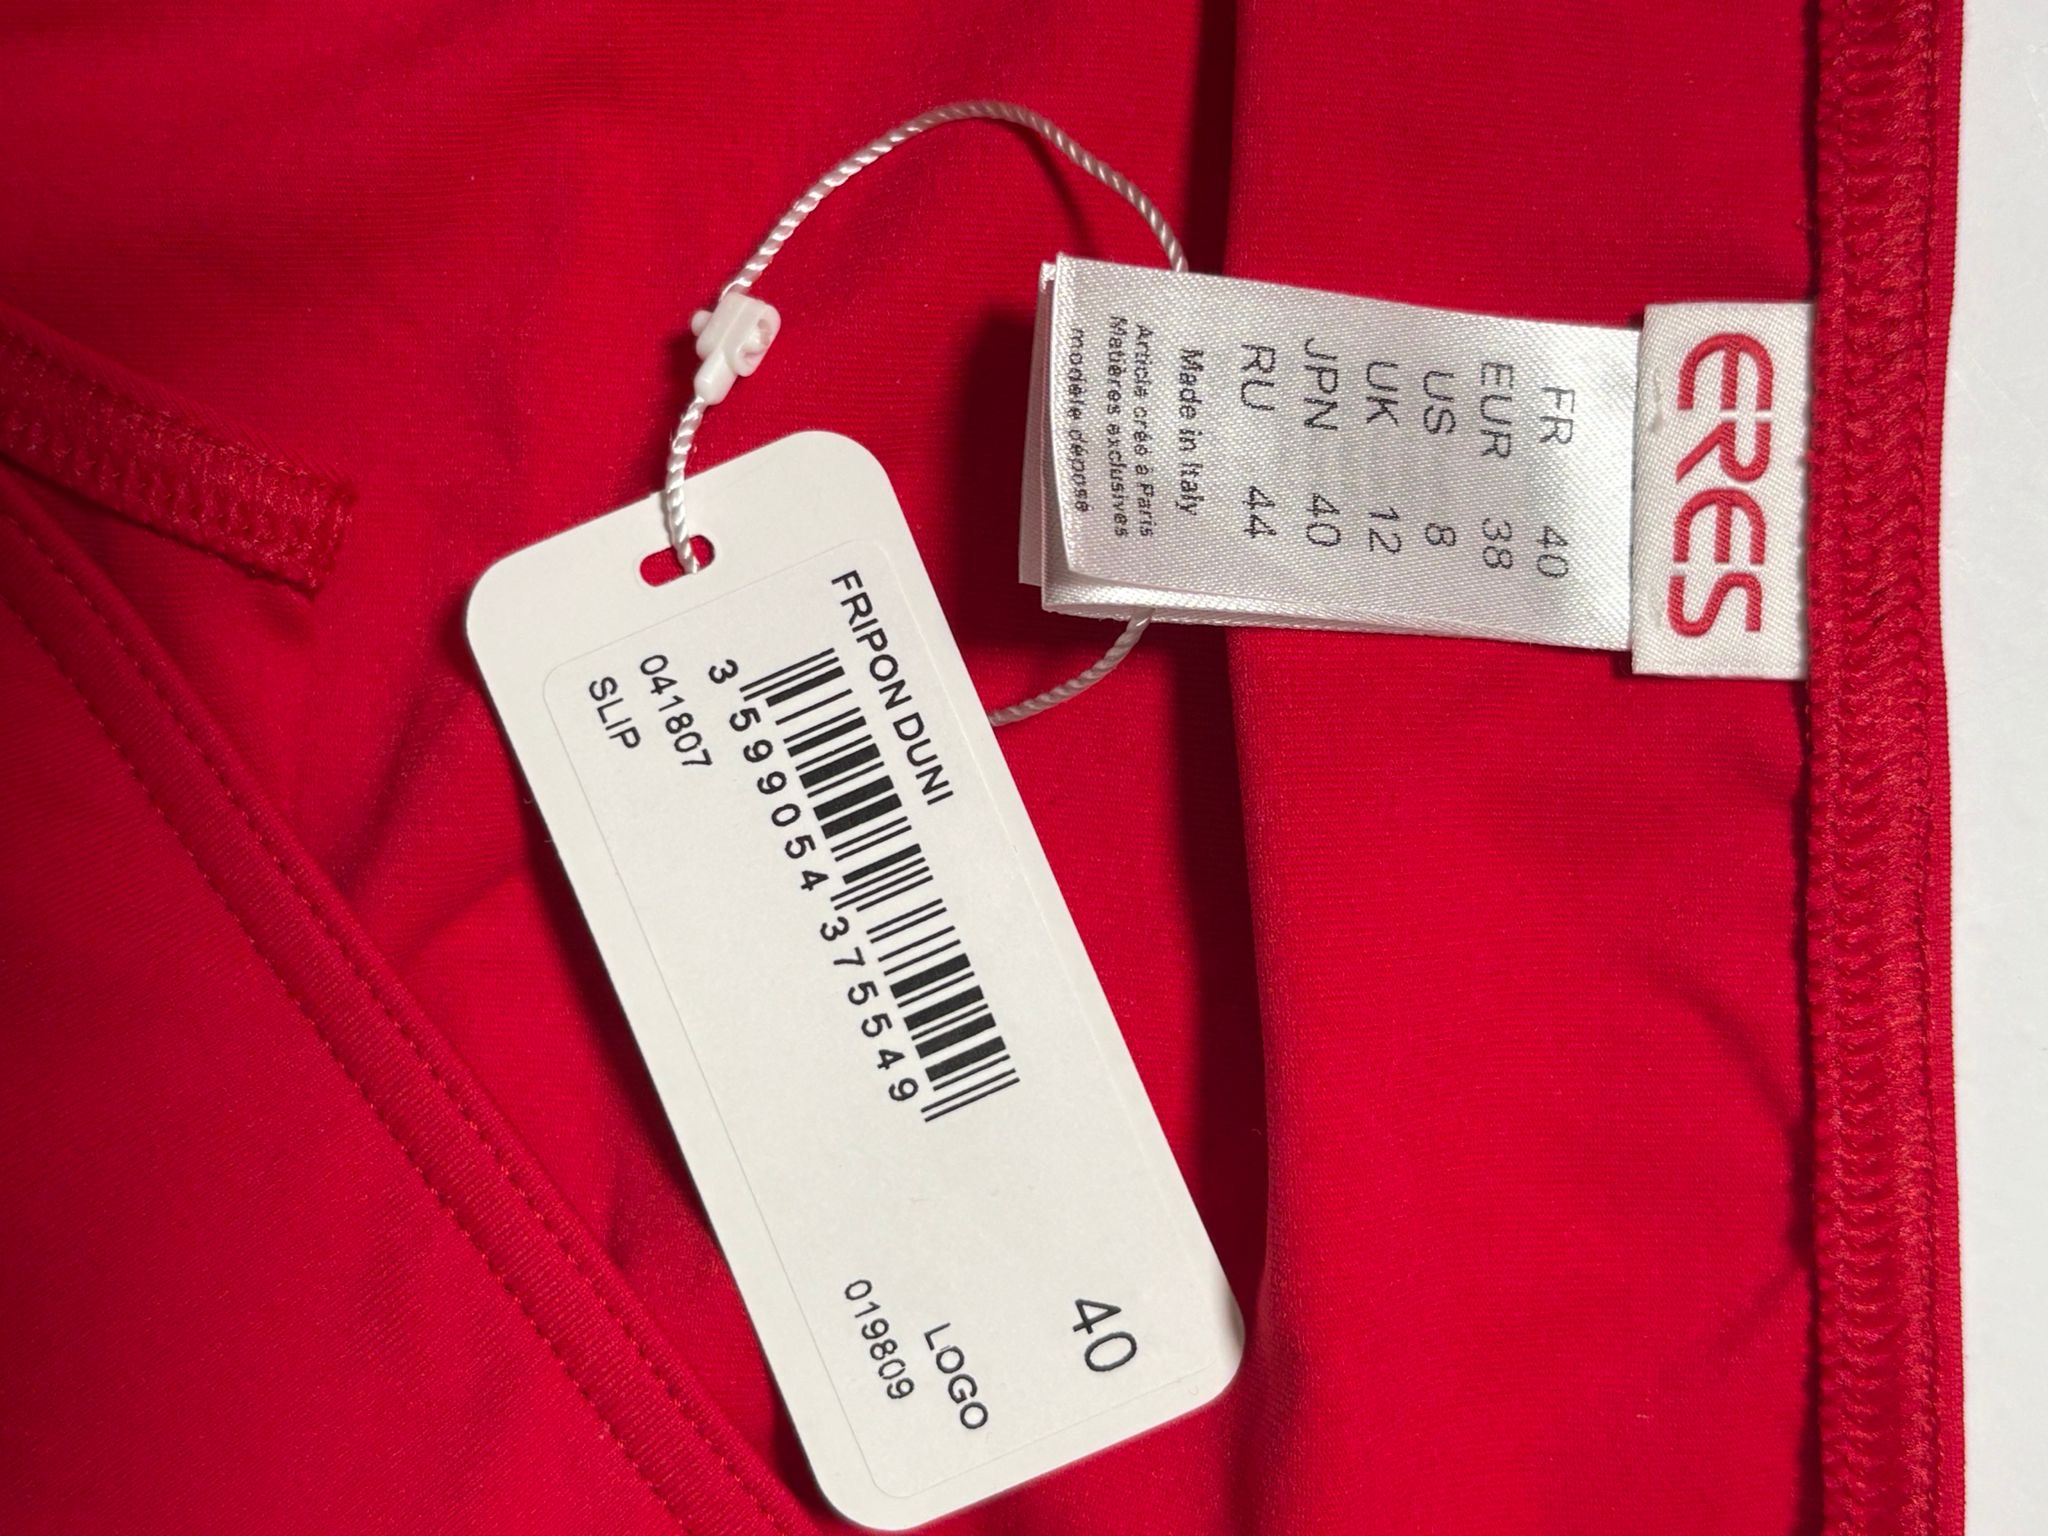 ERES
FR 40
EUR 38
US 8
UK 12
JPN 40
RU 44
Made in Italy
Article créé à Paris
Matières exclusives
modèle déposé
FRIPON DUNI
3 599054 375549
041807
SLIP
40
LOGO
019809